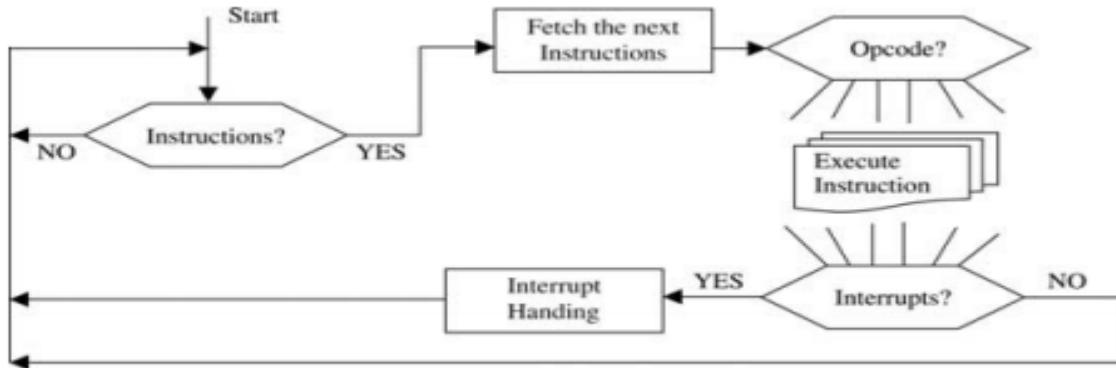 Start
Fetch the next
Instructions
Opcode?
Instructions?
NO
YES
Execute
Instruction
Interrupt
Handing
YES
Interrupts?
NO